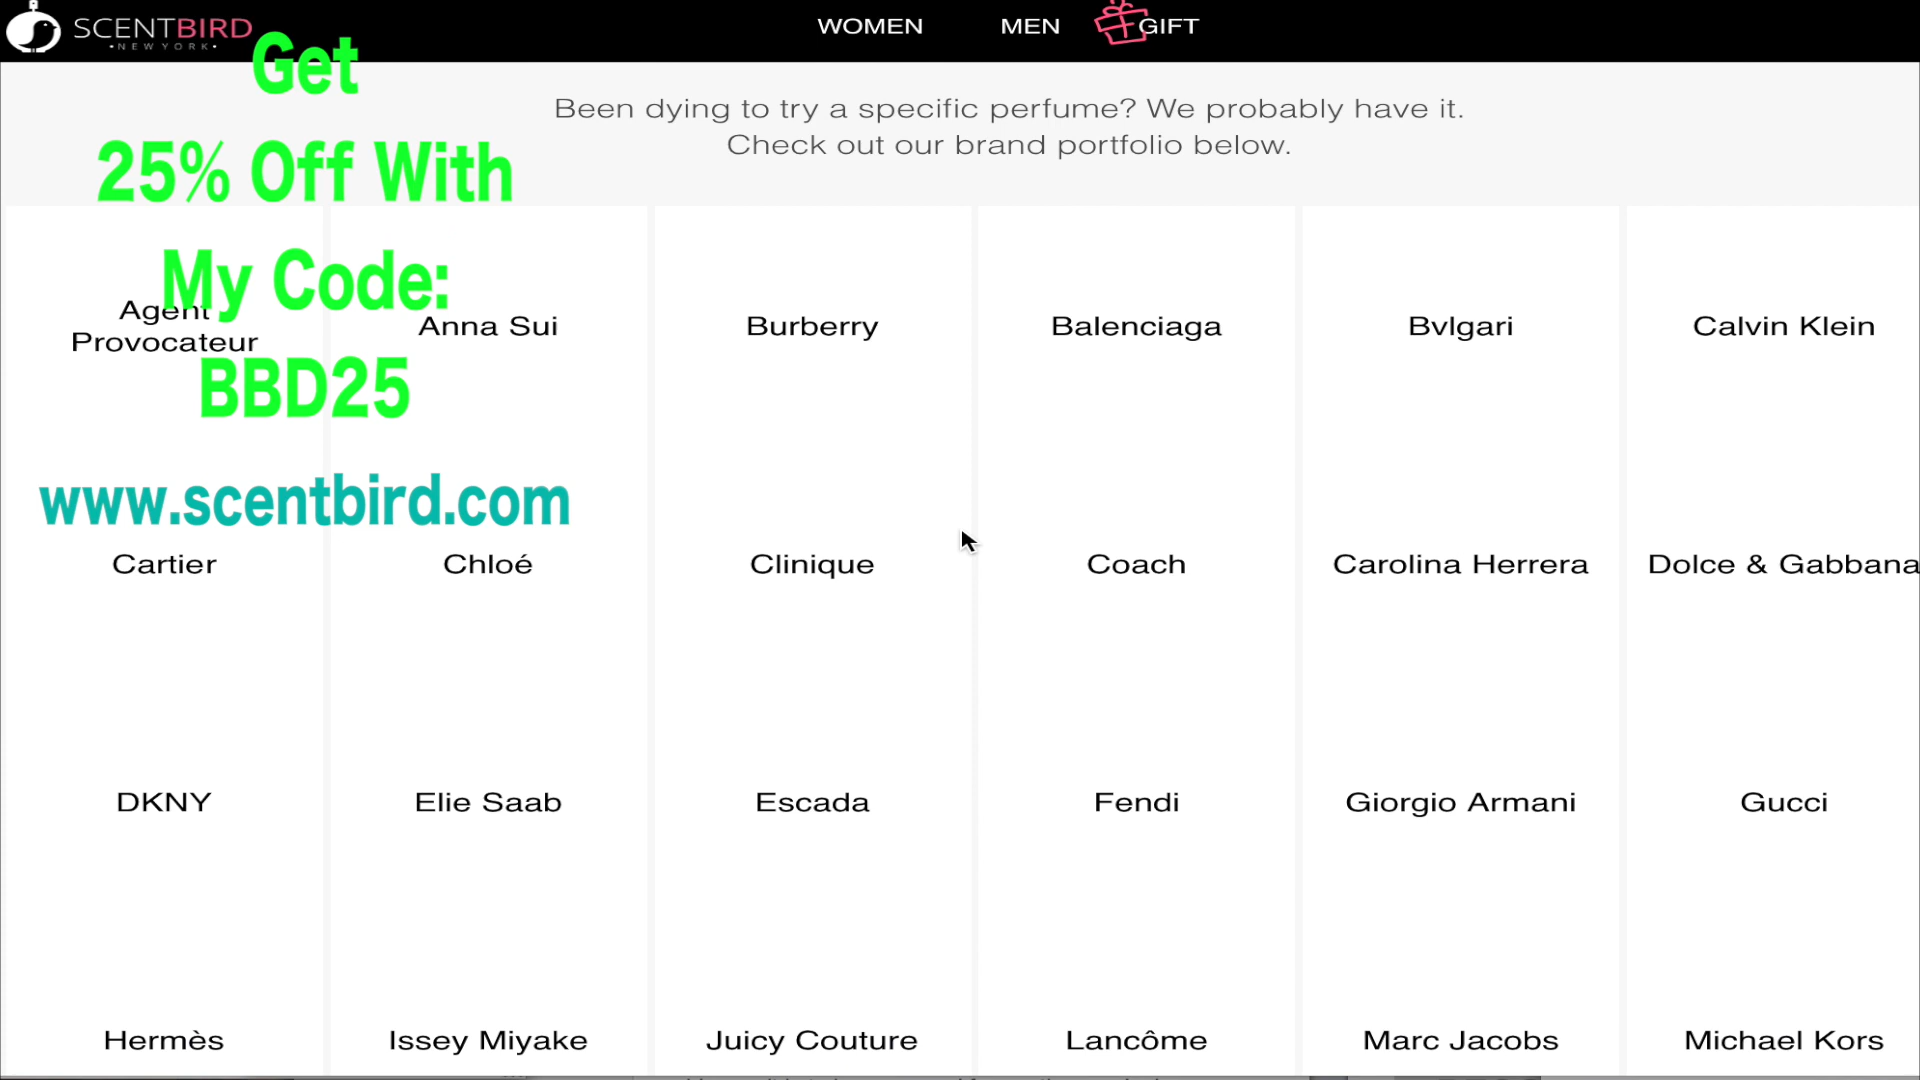 SCENTBIRD
•NEW YORK•
WOMEN MEN GIFT
Get
25% Off With
My Code:
BBD25
www.scentbird.com
Been dying to try a specific perfume? We probably have it.
Check out our brand portfolio below.
Agent
Provocateur
Anna Sui
Burberry
Balenciaga
Bvlgari
Calvin Klein
Cartier
Chloé
Clinique
Coach
Carolina Herrera
Dolce & Gabbana
DKNY
Elie Saab
Escada
Fendi
Giorgio Armani
Gucci
Hermès
Issey Miyake
Juicy Couture
Lancôme
Marc Jacobs
Michael Kors